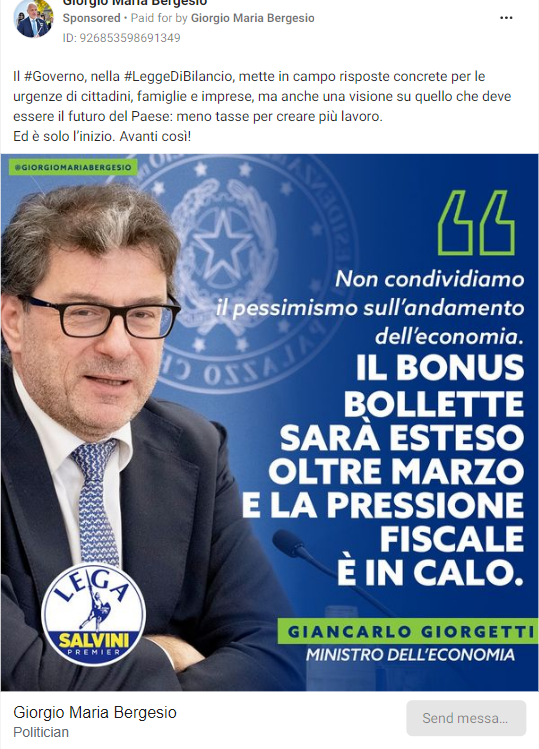 Giorgio Maria Bergesio
Sponsored • Paid for by Giorgio Maria Bergesio
ID: 926853598691349
Il #Governo, nella #LeggeDiBilancio, mette in campo risposte concrete per le
urgenze di cittadini, famiglie e imprese, ma anche una visione su quello che deve
essere il futuro del Paese: meno tasse per creare più lavoro.
Ed è solo l'inizio. Avanti così!
@GIORGIOMARIABERGESIO
Non condividiamo
il pessimismo sull'andamento
dell'economia.
IL BONUS
BOLLETTE
SARÀ ESTESO
OLTRE MARZO
E LA PRESSIONE
FISCALE
È IN CALO.
LEGA
SALVINI
PREMIER
GIANCARLO GIORGETTI
MINISTRO DELL'ECONOMIA
Giorgio Maria Bergesio
Politician
Send messa...